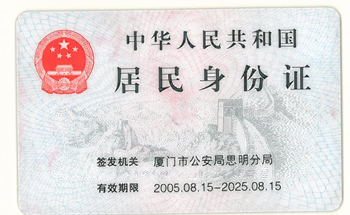 中华人民共和国
居民身份证
签发机关 厦门市公安局思明分局
有效期限 2005.08.15-2025.08.15